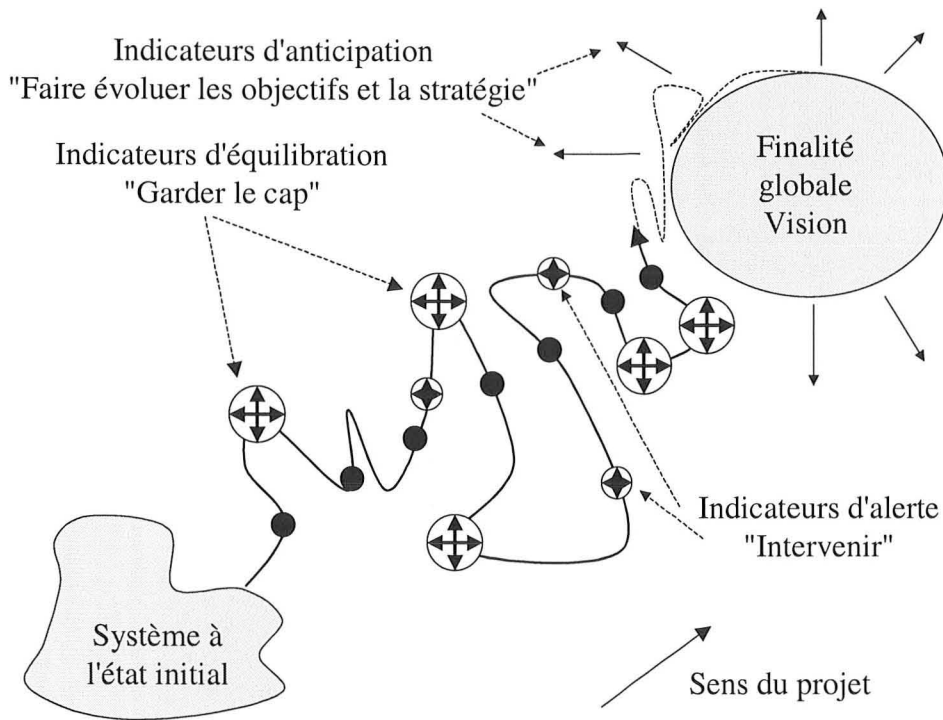 Indicateurs d'anticipation
"Faire évoluer les objectifs et la stratégie"
Indicateurs d'équilibration
"Garder le cap"
Finalité
globale
Vision
Indicateurs d'alerte
"Intervenir"
Système à
l'état initial
Sens du projet